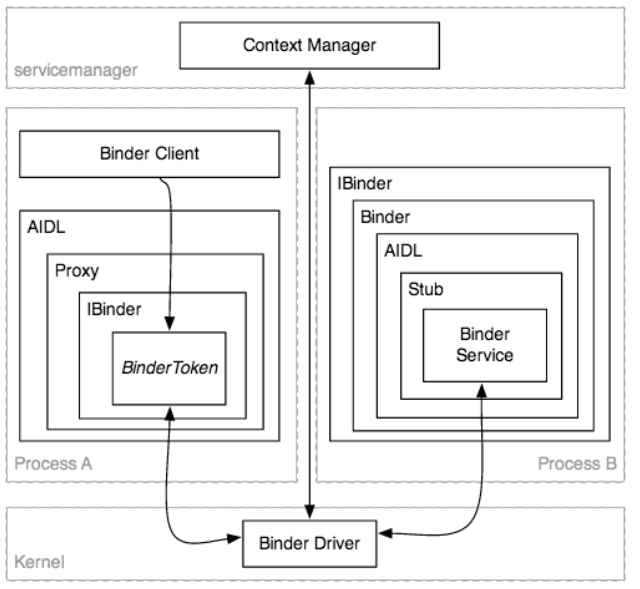 Context Manager
servicemanager
Binder Client
AIDL
Proxy
IBinder
BinderToken
Process A
IBinder
Binder
AIDL
Stub
Binder
Service
Process B
Binder Driver
Kernel